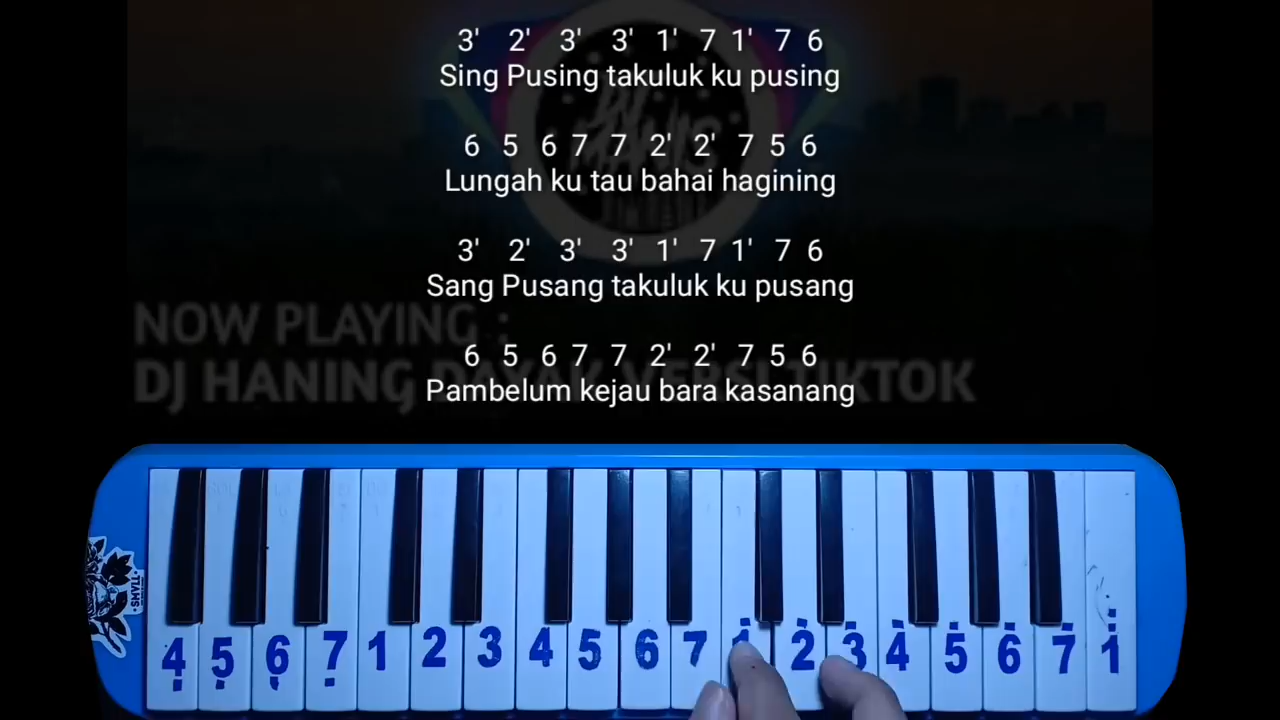 3' 2' 3' 3' 1' 7 1' 7 6
Sing Pusing takuluk ku pusing
6 5 6 7 7 2' 2' 7 5 6
Lungah ku tau bahai hagining
3' 2' 3' 3' 1' 7 1' 7 6
Sang Pusang takuluk ku pusang
6 5 6 7 7 2' 2' 7 5 6
Pambelum kejau bara kasanang
NOW PLAYING :
DJ HANING DAYAK VERSI TIKTOK
4 5 6 7 1 2 3 4 5 6 7 1 2 3 4 5 6 7 1